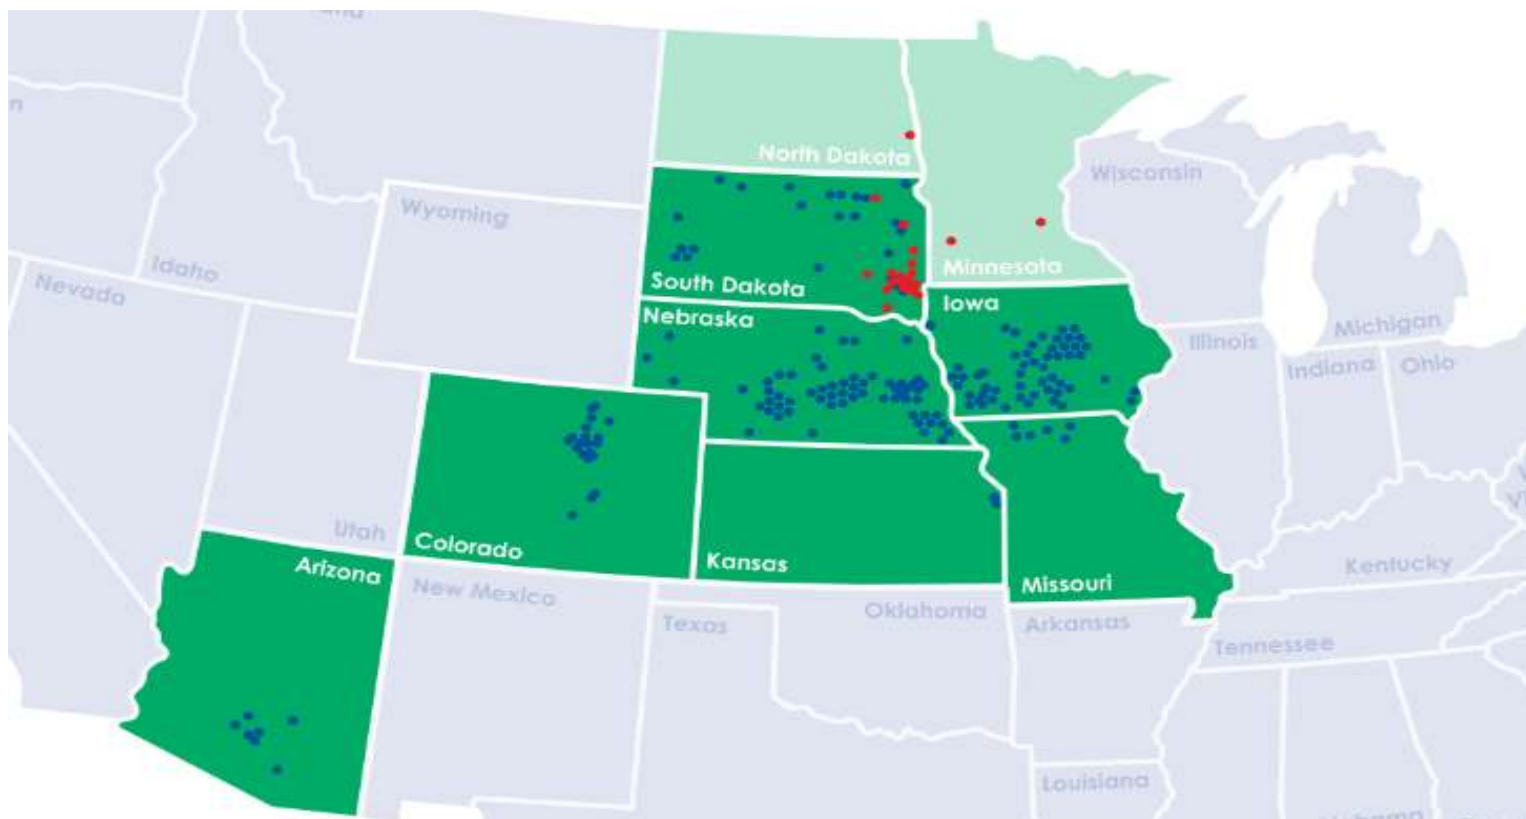 North Dakota
Wisconsin
Wyoming
Idaho
Minnesota
South Dakota
Nevada
Iowa
Nebraska
Michigan
Illinois
Indiana
Ohio
Utah
Colorado
Arizona
Kansas
Kentucky
New Mexico
Missouri
Oklahoma
Texas
Arkansas
Tennessee
Louisiana